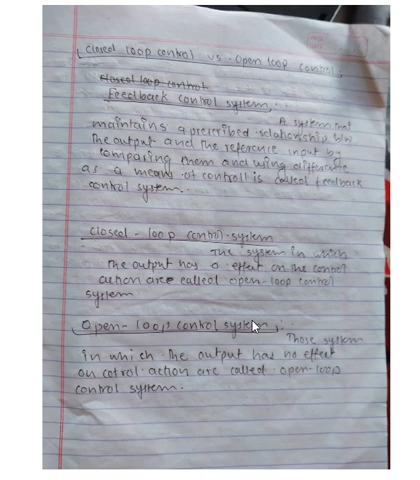 Closed loop control vs. Open loop control.
Closed loop control
Feedback control system:
A system that
maintains a prescribed relationship b/w
the output and the reference input by
comparing them and using difference
as a means of controll is called feedback
control system.
Closed-loop control system
The system in which
the output has a effect on the control
action are called open-loop control
system
Open-loop control system:
Those system
in which the output has no effect
on cotrol action are called open-loop
control system.